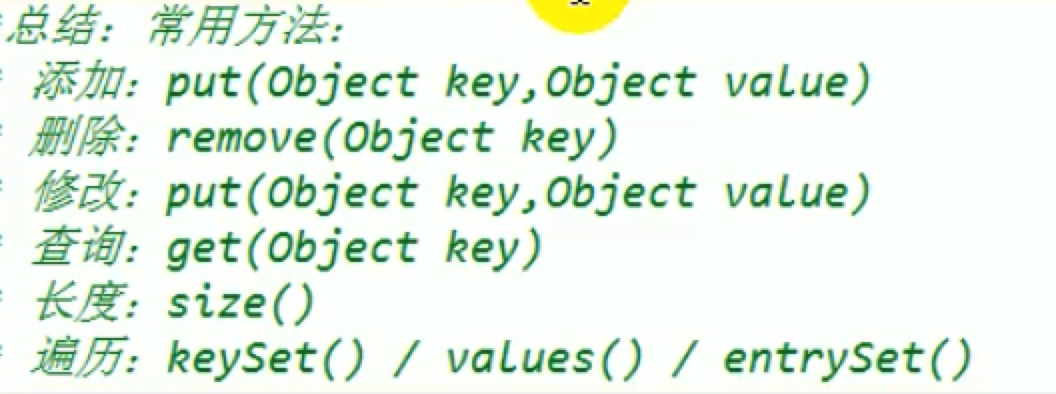 总结：常用方法：
* 添加：put(Object key,Object value)
* 删除：remove(Object key)
* 修改：put(Object key,Object value)
* 查询：get(Object key)
* 长度：size()
* 遍历：keySet() / values() / entrySet()